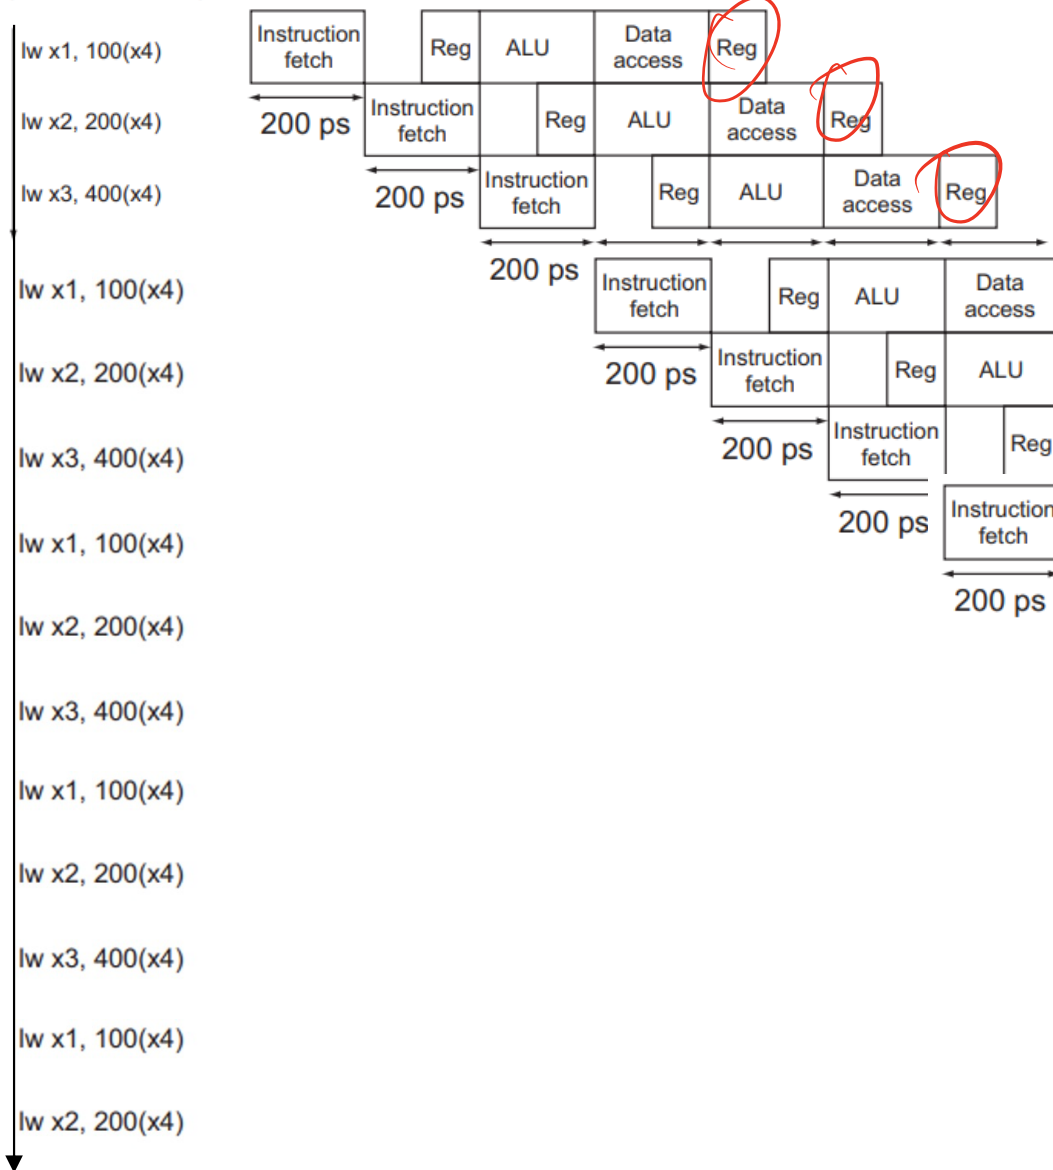 lw x1, 100(x4)
Instruction fetch
Reg
ALU
Data access
Reg
200 ps
lw x2, 200(x4)
Instruction fetch
Reg
ALU
Data access
Reg
200 ps
lw x3, 400(x4)
Instruction fetch
Reg
ALU
Data access
Reg
200 ps
lw x1, 100(x4)
Instruction fetch
Reg
ALU
Data access
200 ps
lw x2, 200(x4)
Instruction fetch
Reg
ALU
200 ps
lw x3, 400(x4)
Instruction fetch
Reg
200 ps
lw x1, 100(x4)
Instruction fetch
200 ps
lw x2, 200(x4)
lw x3, 400(x4)
lw x1, 100(x4)
lw x2, 200(x4)
lw x3, 400(x4)
lw x1, 100(x4)
lw x2, 200(x4)